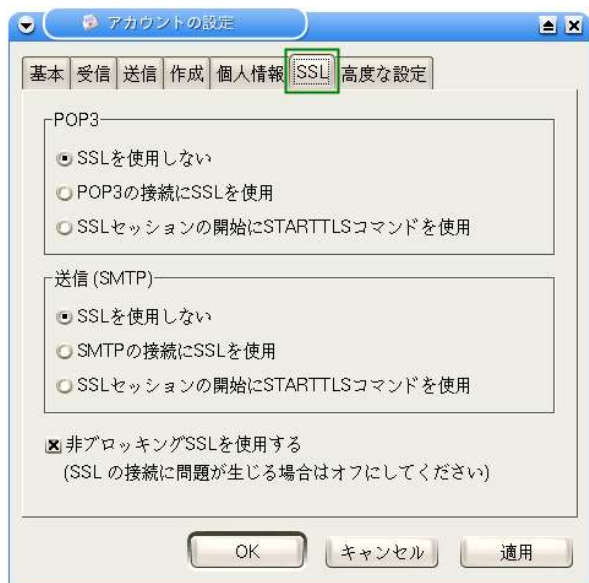 アカウントの設定
基本 受信 送信 作成 個人情報 SSL 高度な設定
POP3
SSLを使用しない
POP3の接続にSSLを使用
SSLセッションの開始にSTARTTLSコマンドを使用
送信 (SMTP)
SSLを使用しない
SMTPの接続にSSLを使用
SSLセッションの開始にSTARTTLSコマンドを使用
非ブロッキングSSLを使用する
(SSL の接続に問題が生じる場合はオフにしてください)
OK キャンセル 適用